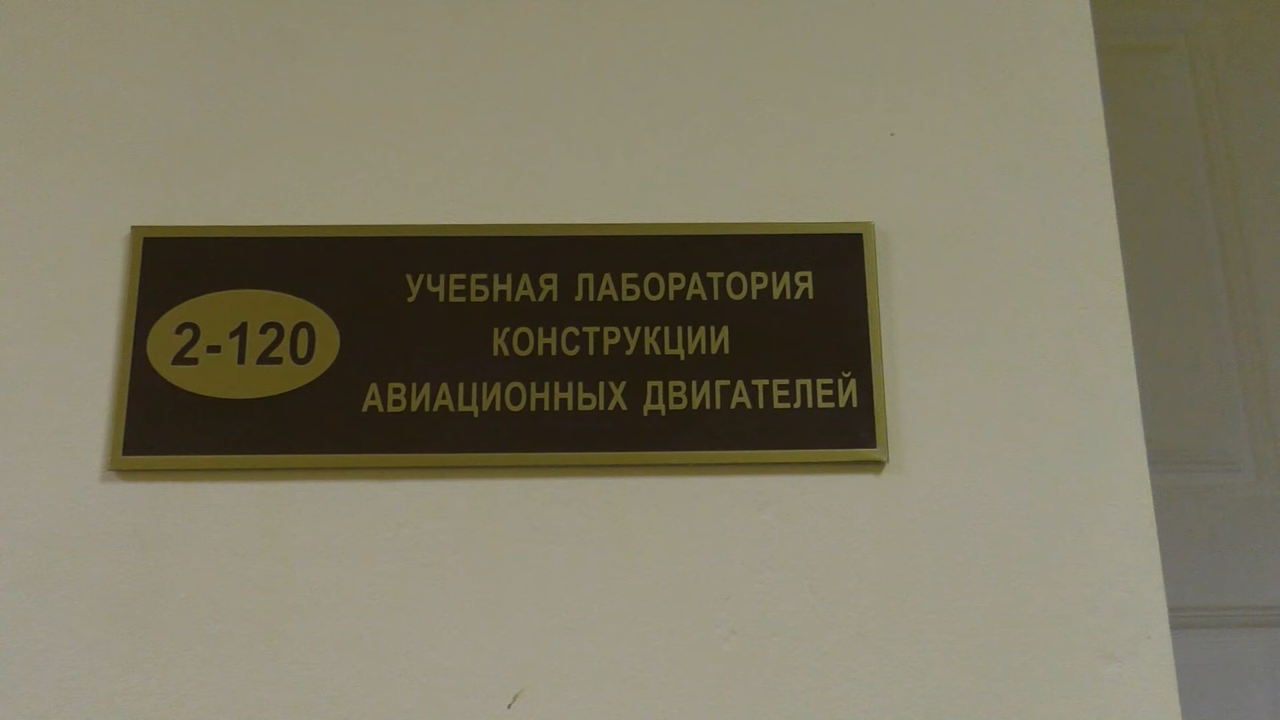 2-120
УЧЕБНАЯ ЛАБОРАТОРИЯ
КОНСТРУКЦИИ
АВИАЦИОННЫХ ДВИГАТЕЛЕЙ